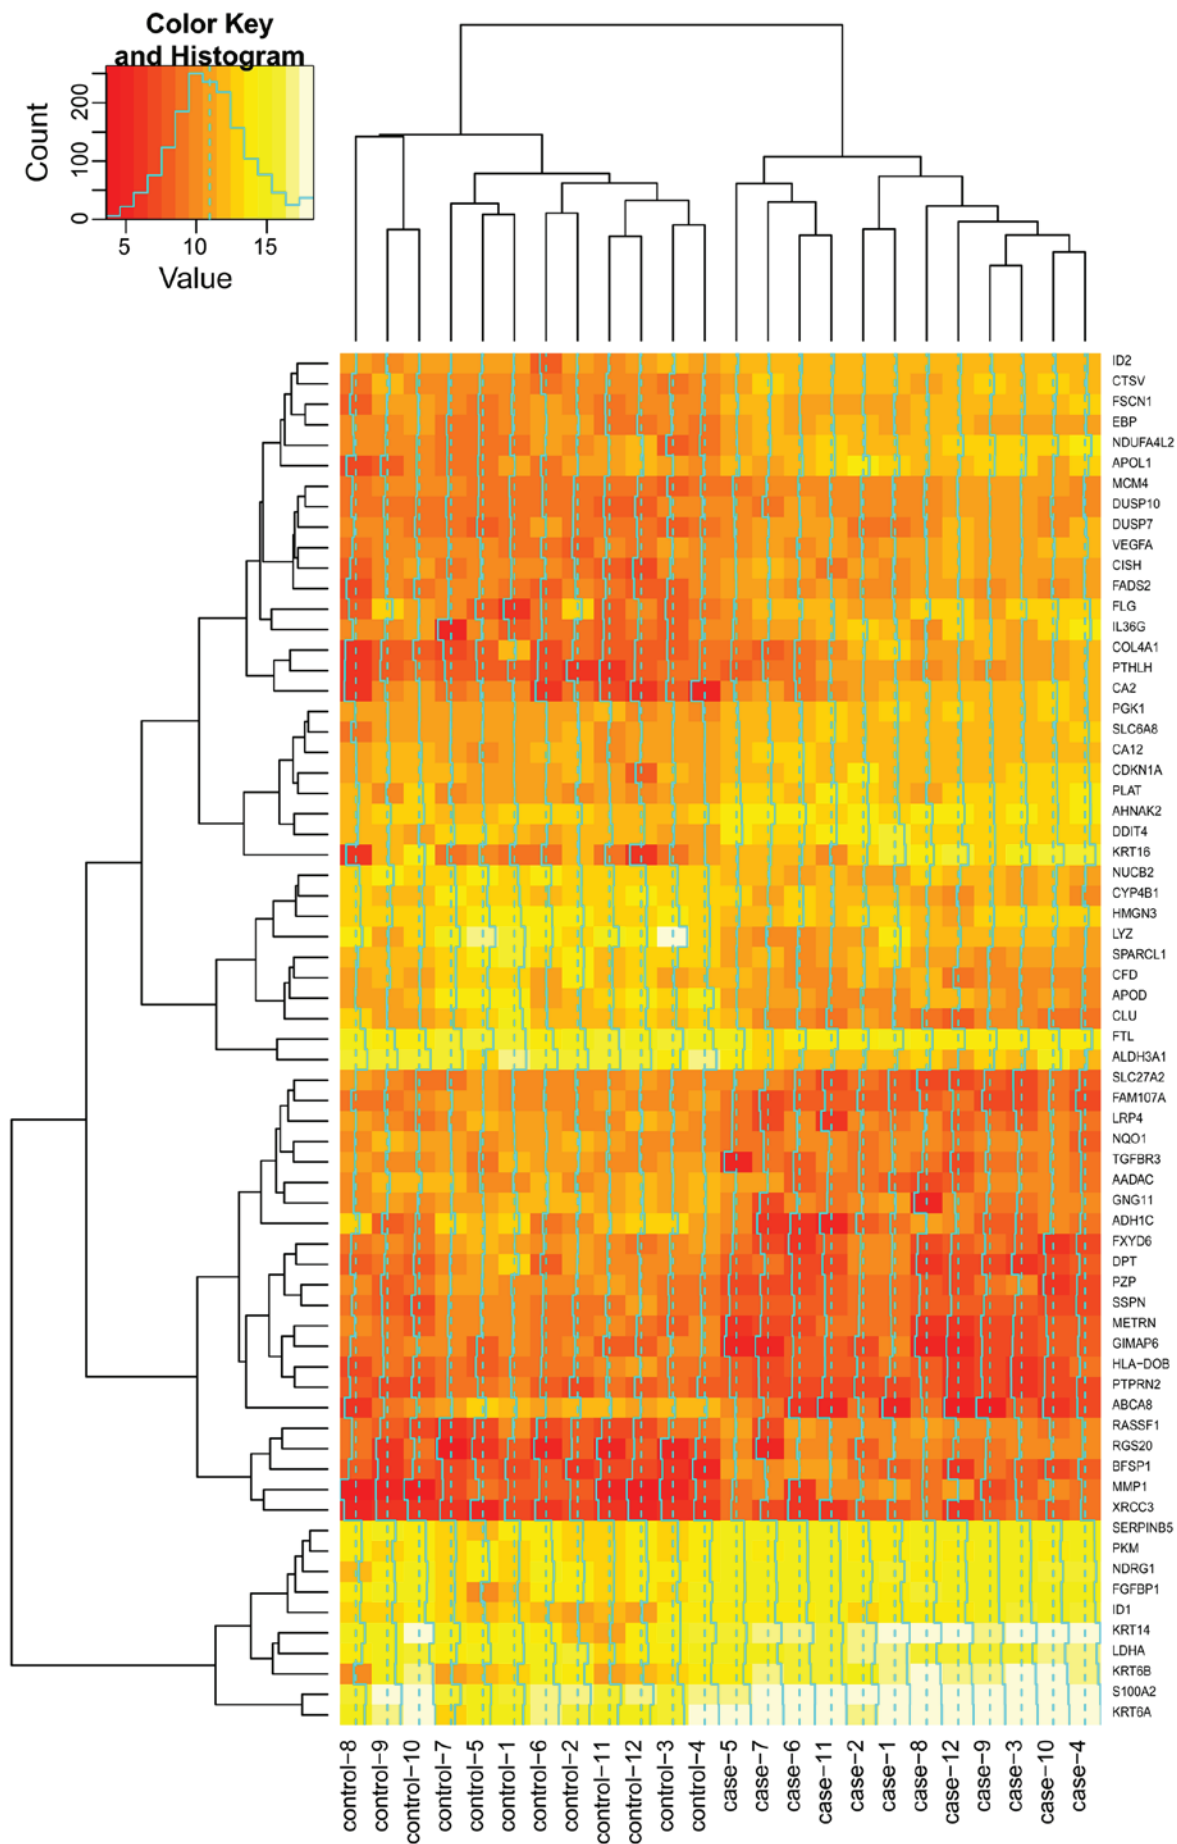 Color Key
and Histogram
Count
0 100 200
5 10 15
Value
ID2
CTSV
FSCN1
EBP
NDUFA4L2
APOL1
MCM4
DUSP10
DUSP7
VEGFA
CISH
FADS2
FLG
IL36G
COL4A1
PTHLH
CA2
PGK1
SLC6A8
CA12
CDKN1A
PLAT
AHNAK2
DDIT4
KRT16
NUCB2
CYP4B1
HMGN3
LYZ
SPARCL1
CFD
APOD
CLU
FTL
ALDH3A1
SLC27A2
FAM107A
LRP4
NQO1
TGFBR3
AADAC
GNG11
ADH1C
FXYD6
DPT
PZP
SSPN
METRN
GIMAP6
HLA-DOB
PTPRN2
ABCA8
RASSF1
RGS20
BFSP1
MMP1
XRCC3
SERPINB5
PKM
NDRG1
FGFBP1
ID1
KRT14
LDHA
KRT6B
S100A2
KRT6A
control-8
control-9
control-10
control-7
control-5
control-1
control-6
control-2
control-11
control-12
control-3
control-4
case-5
case-7
case-6
case-11
case-2
case-1
case-8
case-12
case-9
case-3
case-10
case-4